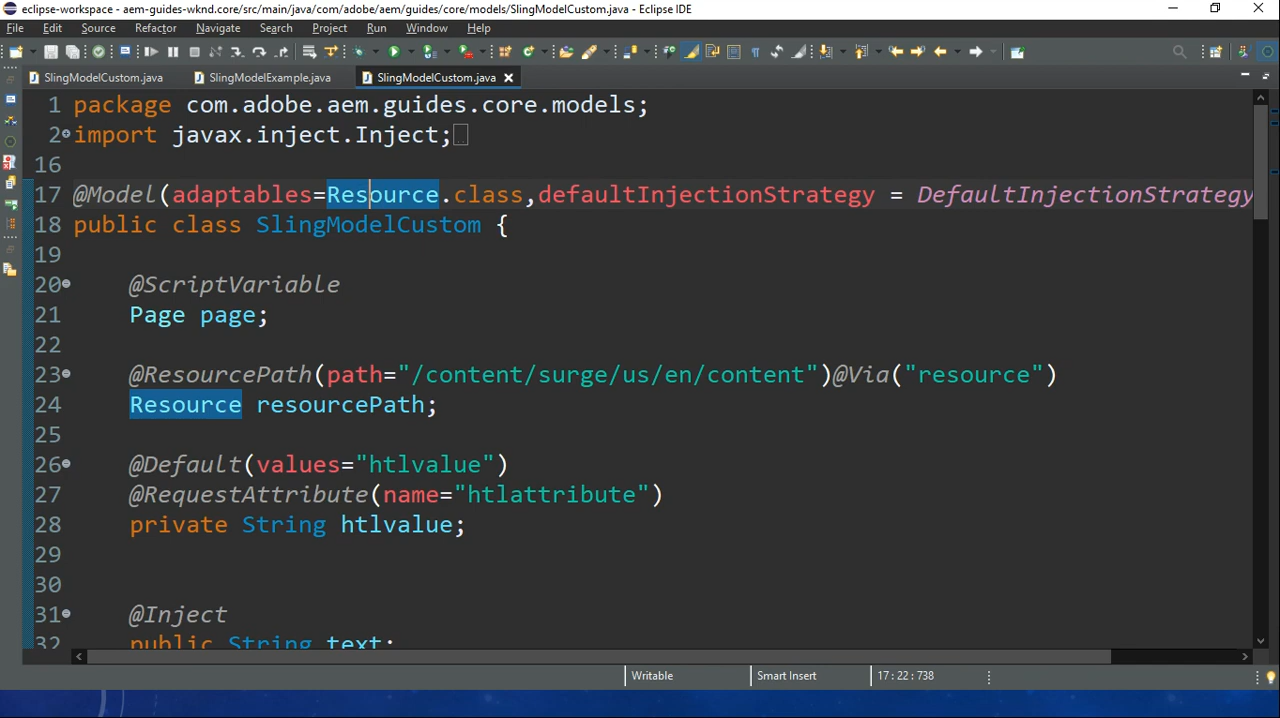 eclipse-workspace - aem-guides-wknd.core/src/main/java/com/adobe/aem/guides/core/models/SlingModelCustom.java - Eclipse IDE
File Edit Source Refactor Navigate Search Project Run Window Help
SlingModelCustom.java SlingModelExample.java SlingModelCustom.java
1 package com.adobe.aem.guides.core.models;
2 import javax.inject.Inject;
16
17 @Model(adaptables=Resource.class,defaultInjectionStrategy = DefaultInjectionStrategy
18 public class SlingModelCustom {
19
20 @ScriptVariable
21 Page page;
22
23 @ResourcePath(path="/content/surge/us/en/content")@Via("resource")
24 Resource resourcePath;
25
26 @Default(values="htlvalue")
27 @RequestAttribute(name="htlattribute")
28 private String htlvalue;
29
30
31 @Inject
32 public String text;
Writable Smart Insert 17 : 22 : 738